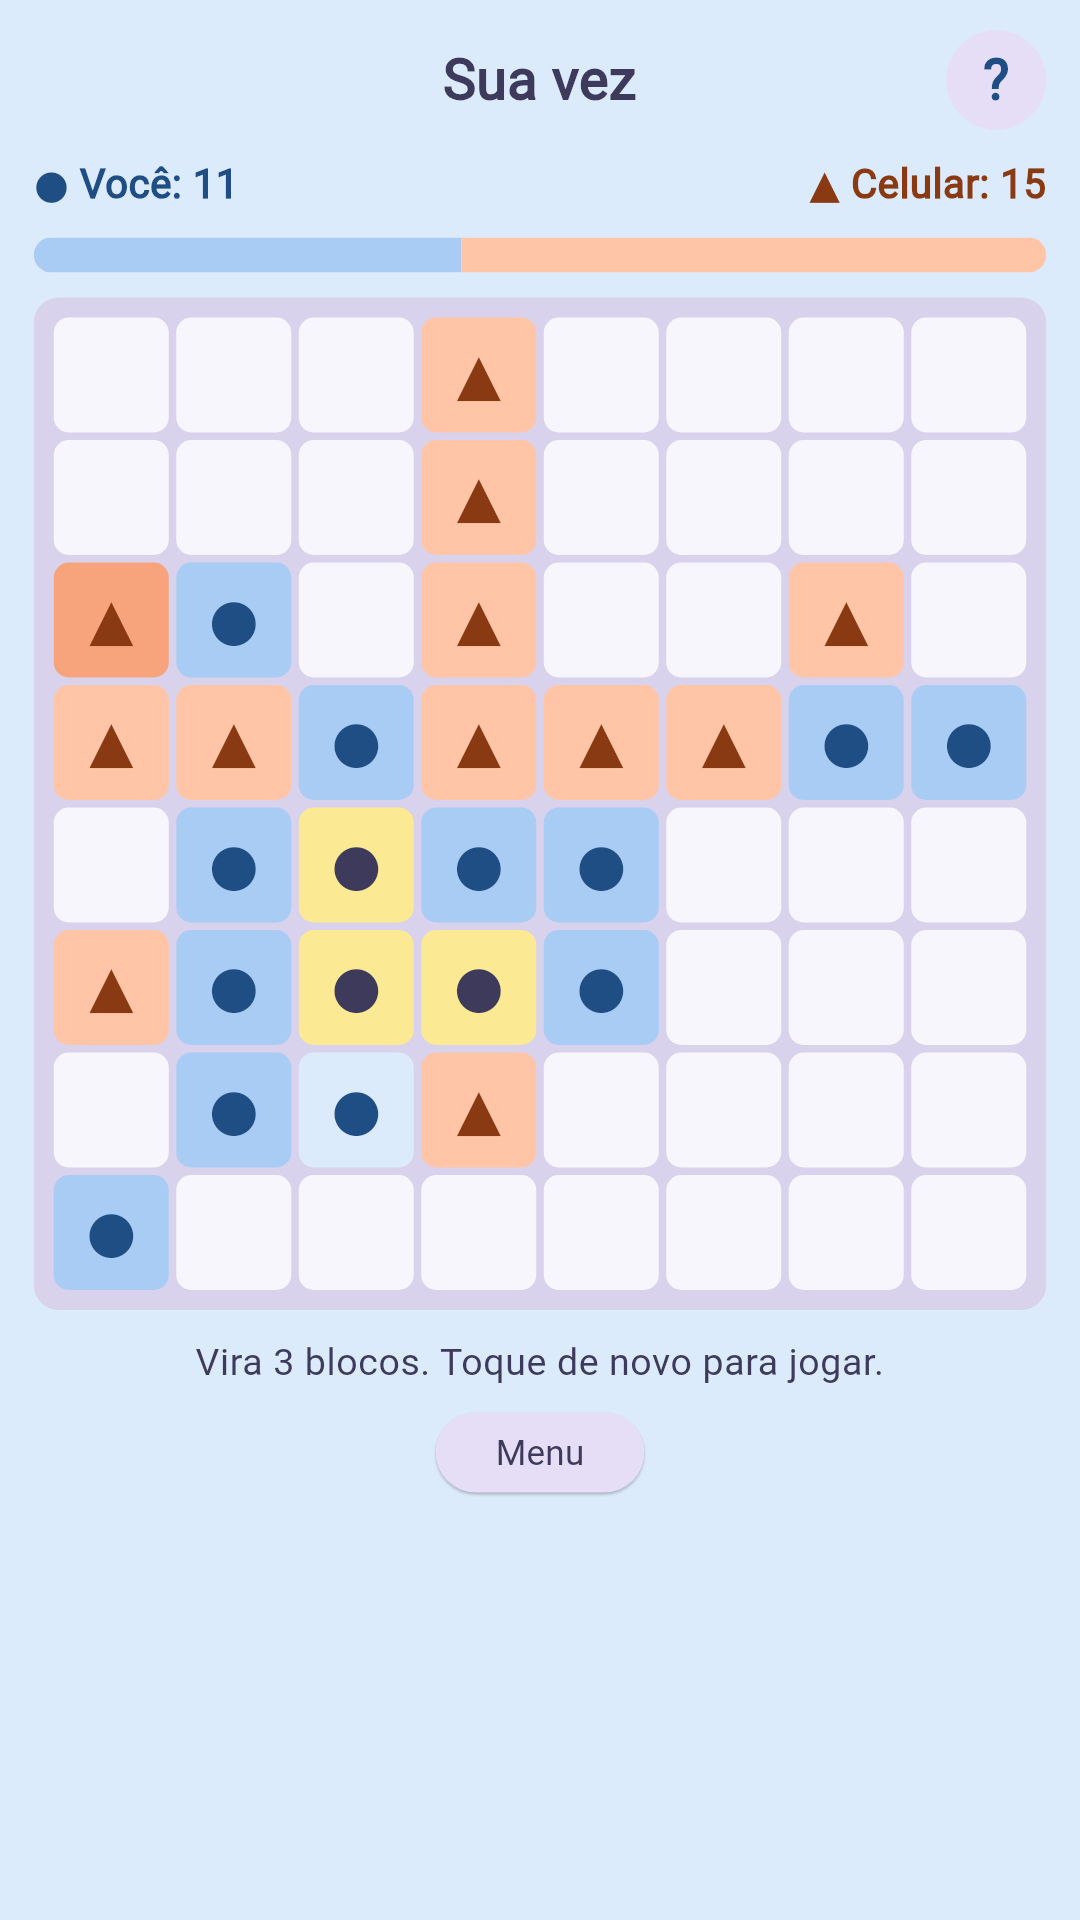 Sua vez
?
Você: 11
Celular: 15
Vira 3 blocos. Toque de novo para jogar.
Menu